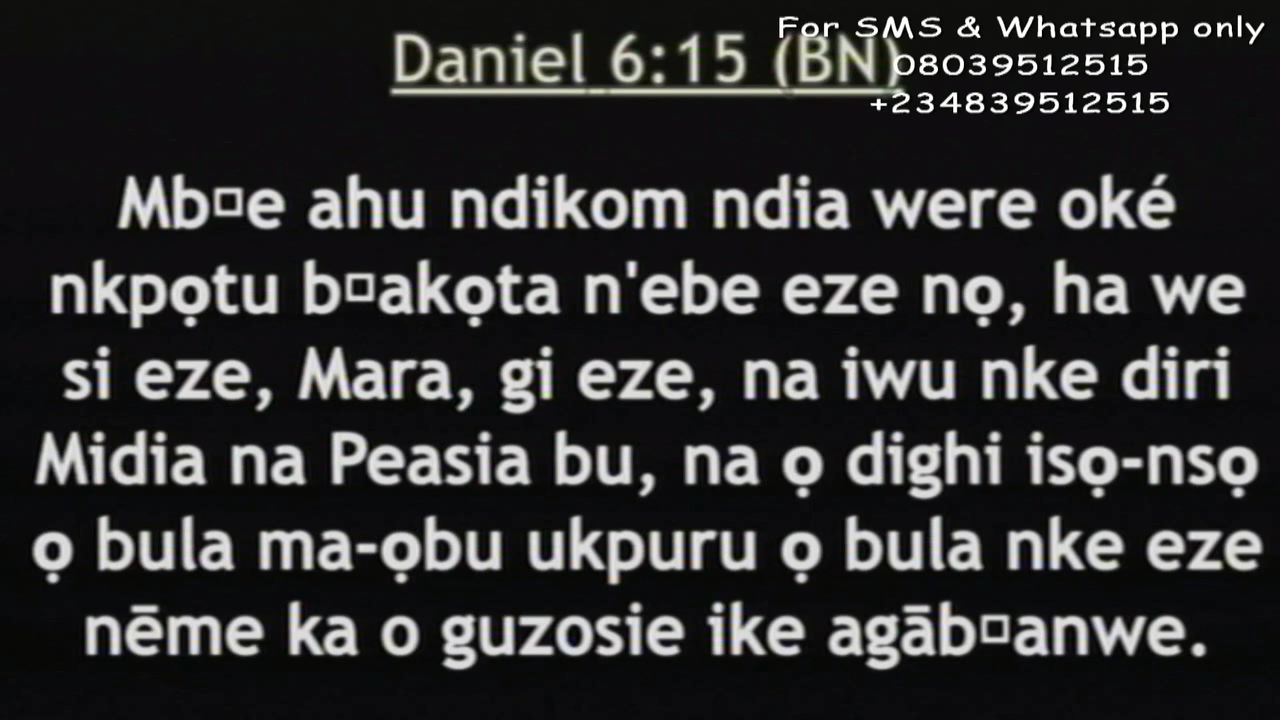 For SMS & Whatsapp only
Daniel 6:15 (BN)
08039512515
+234839512515
Mb□e ahu ndikom ndia were oké
nkpọtu b□akọta n'ebe eze nọ, ha we
si eze, Mara, gi eze, na iwu nke diri
Midia na Peasia bu, na ọ dighi isọ-nsọ
ọ bula ma-ọbu ukpuru ọ bula nke eze
nēme ka o guzosie ike agāb□anwe.